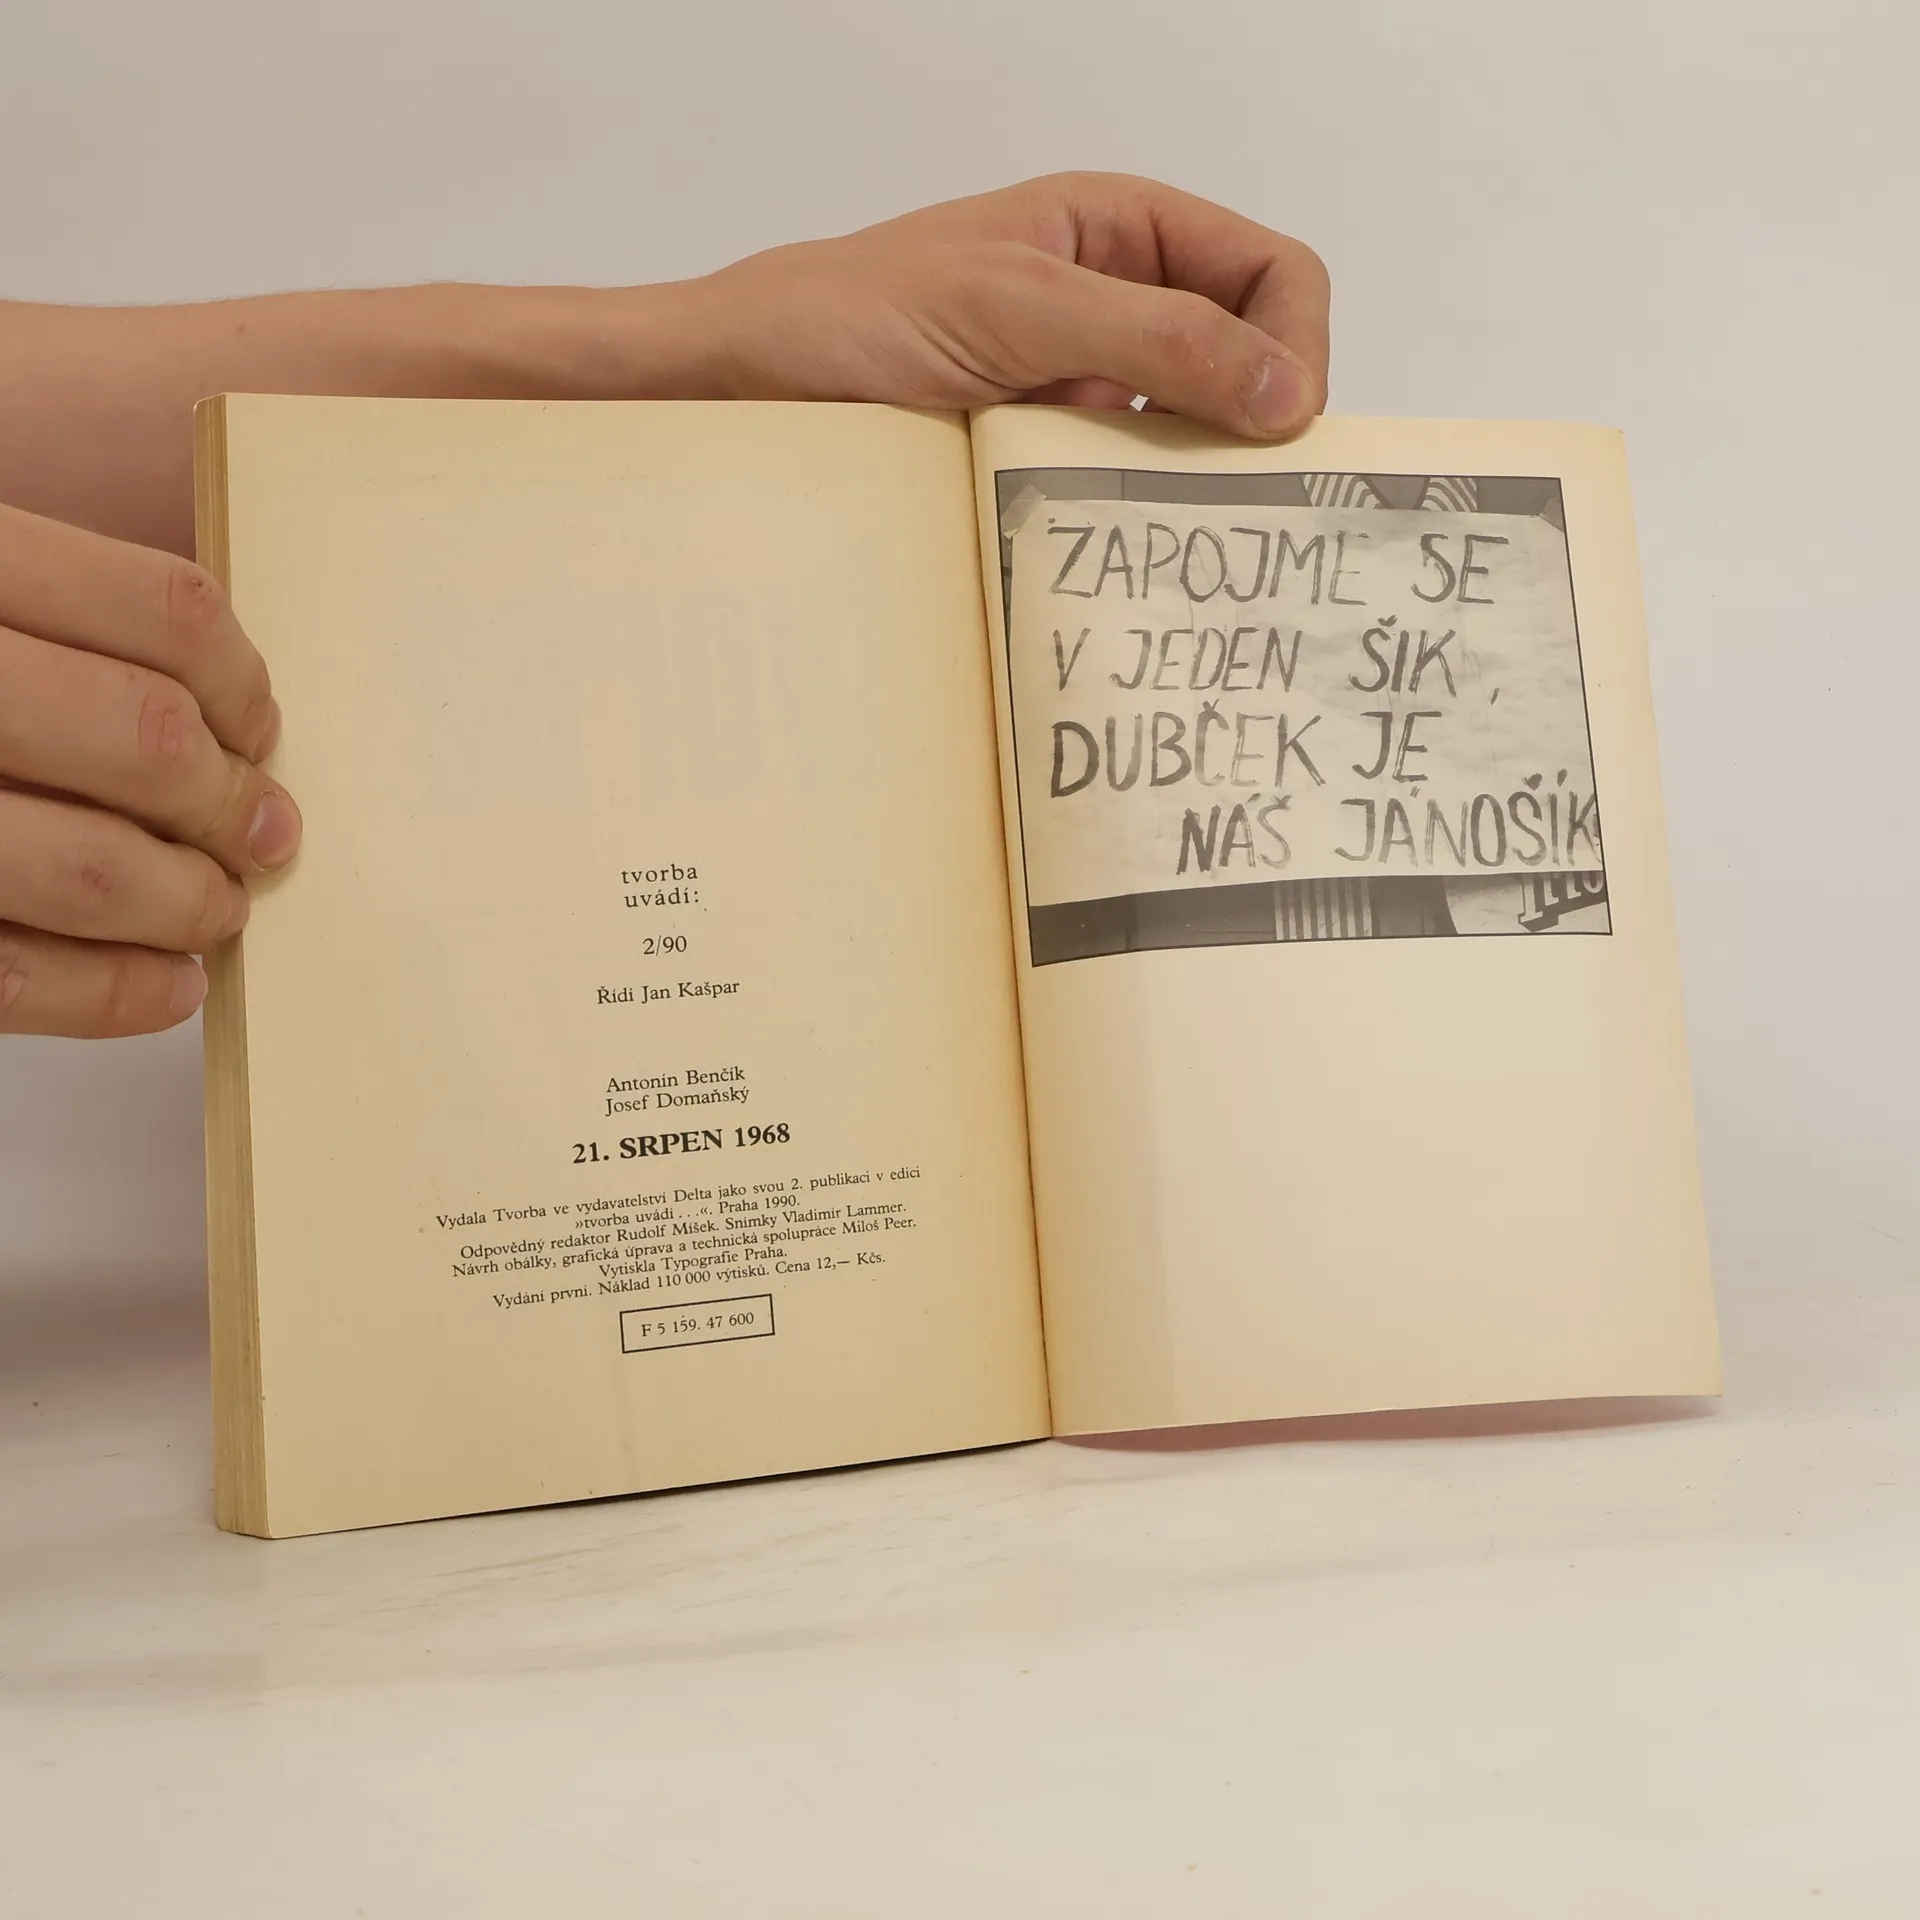 tvorba
uvádí:
2/90
Řídí Jan Kašpar
Antonín Benčík
Josef Domaňský
21. SRPEN 1968
Vydala Tvorba ve vydavatelství Delta jako svou 2. publikaci v edici
»tvorba uvádí . . .«. Praha 1990.
Odpovědný redaktor Rudolf Míšek. Snímky Vladimír Lammer.
Návrh obálky, grafická úprava a technická spolupráce Miloš Peer.
Vytiskla Typografie Praha.
Vydání první. Náklad 110 000 výtisků. Cena 12,— Kčs.
F 5 159. 47 600
ZAPOJME SE
V JEDEN ŠIK,
DUBČEK JE
NÁŠ JÁNOŠÍK